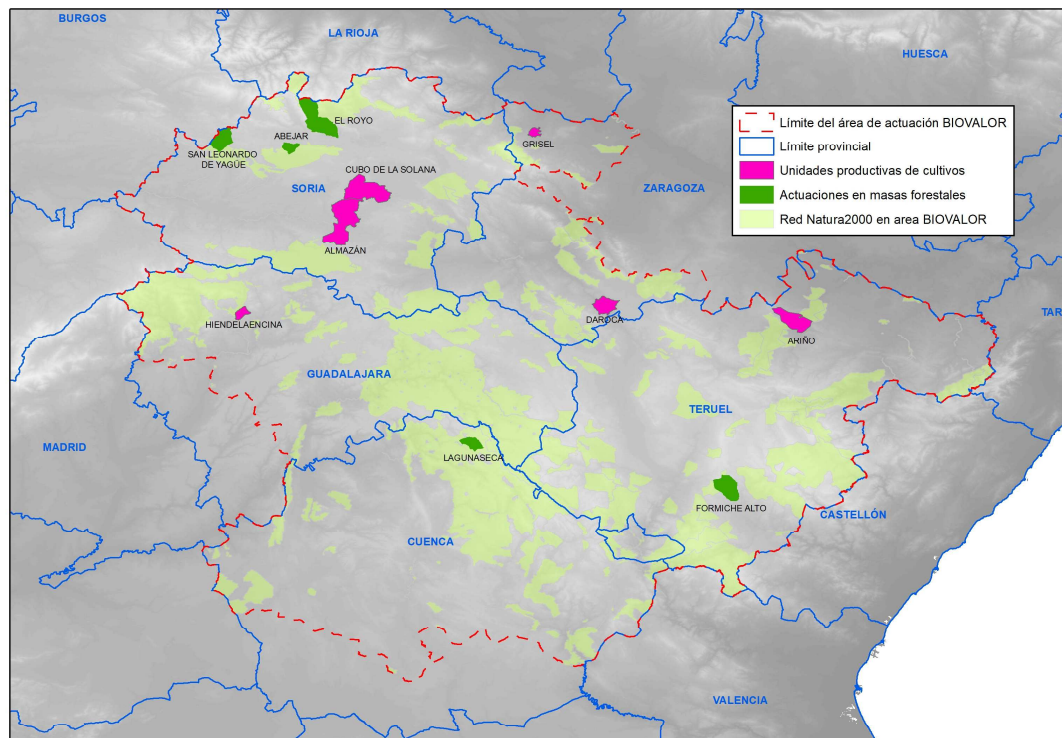 BURGOS
LA RIOJA
HUESCA
EL ROYO
ABEJAR
SAN LEONARDO
DE YAGÜE
GRISEL
CUBO DE LA SOLANA
SORIA
ZARAGOZA
ALMAZÁN
Límite del área de actuación BIOVALOR
Límite provincial
Unidades productivas de cultivos
Actuaciones en masas forestales
Red Natura2000 en area BIOVALOR
HIENDELAENCINA
DAROCA
ARIÑO
TAR
GUADALAJARA
TERUEL
MADRID
LAGUNASECA
FORMICHE ALTO
CASTELLÓN
CUENCA
VALENCIA